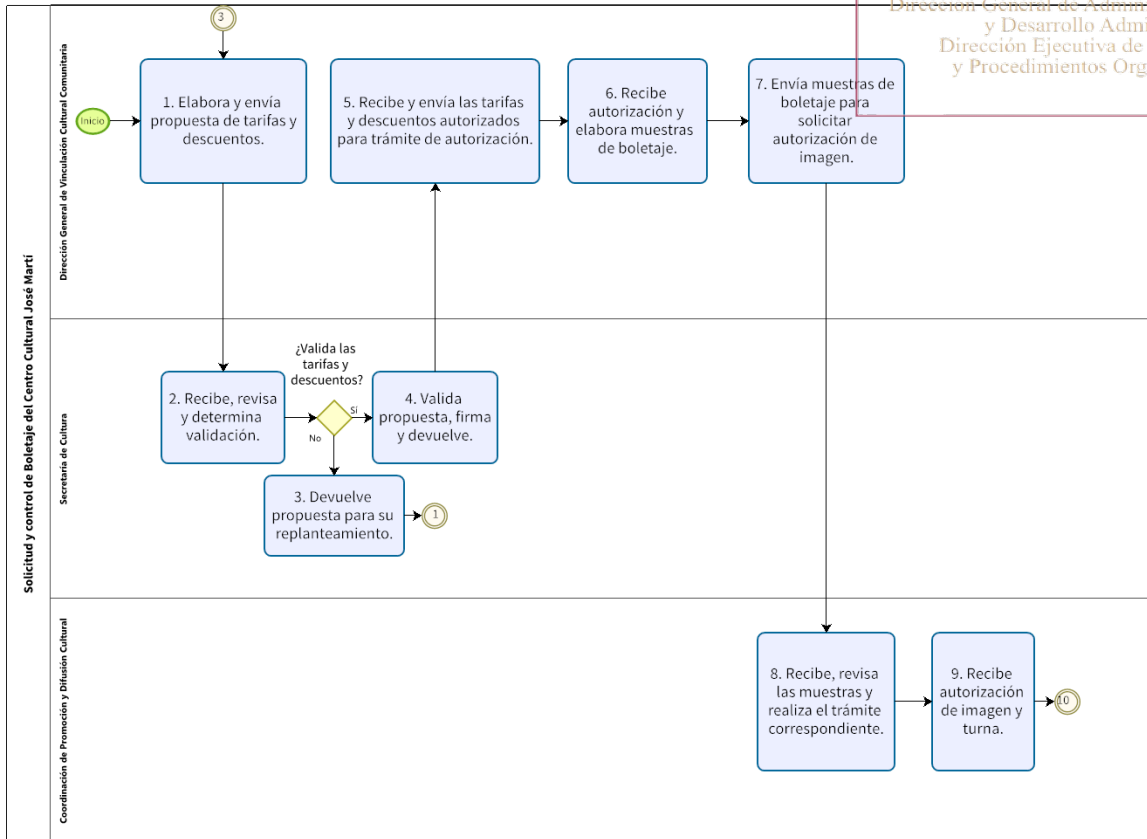 Dirección General de Admini
y Desarrollo Admi
Dirección Ejecutiva de
y Procedimientos Org
Solicitud y control de Boletaje del Centro Cultural José Martí
Dirección General de Vinculación Cultural Comunitaria
3
Inicio
1. Elabora y envía
propuesta de tarifas y
descuentos.
5. Recibe y envía las tarifas
y descuentos autorizados
para trámite de autorización.
6. Recibe
autorización y
elabora muestras
de boletaje.
7. Envía muestras de
boletaje para
solicitar
autorización de
imagen.
Secretaría de Cultura
2. Recibe, revisa
y determina
validación.
¿Valida las
tarifas y
descuentos?
Sí
No
4. Valida
propuesta, firma
y devuelve.
3. Devuelve
propuesta para su
replanteamiento.
1
Coordinación de Promoción y Difusión Cultural
8. Recibe, revisa
las muestras y
realiza el trámite
correspondiente.
9. Recibe
autorización
de imagen y
turna.
10